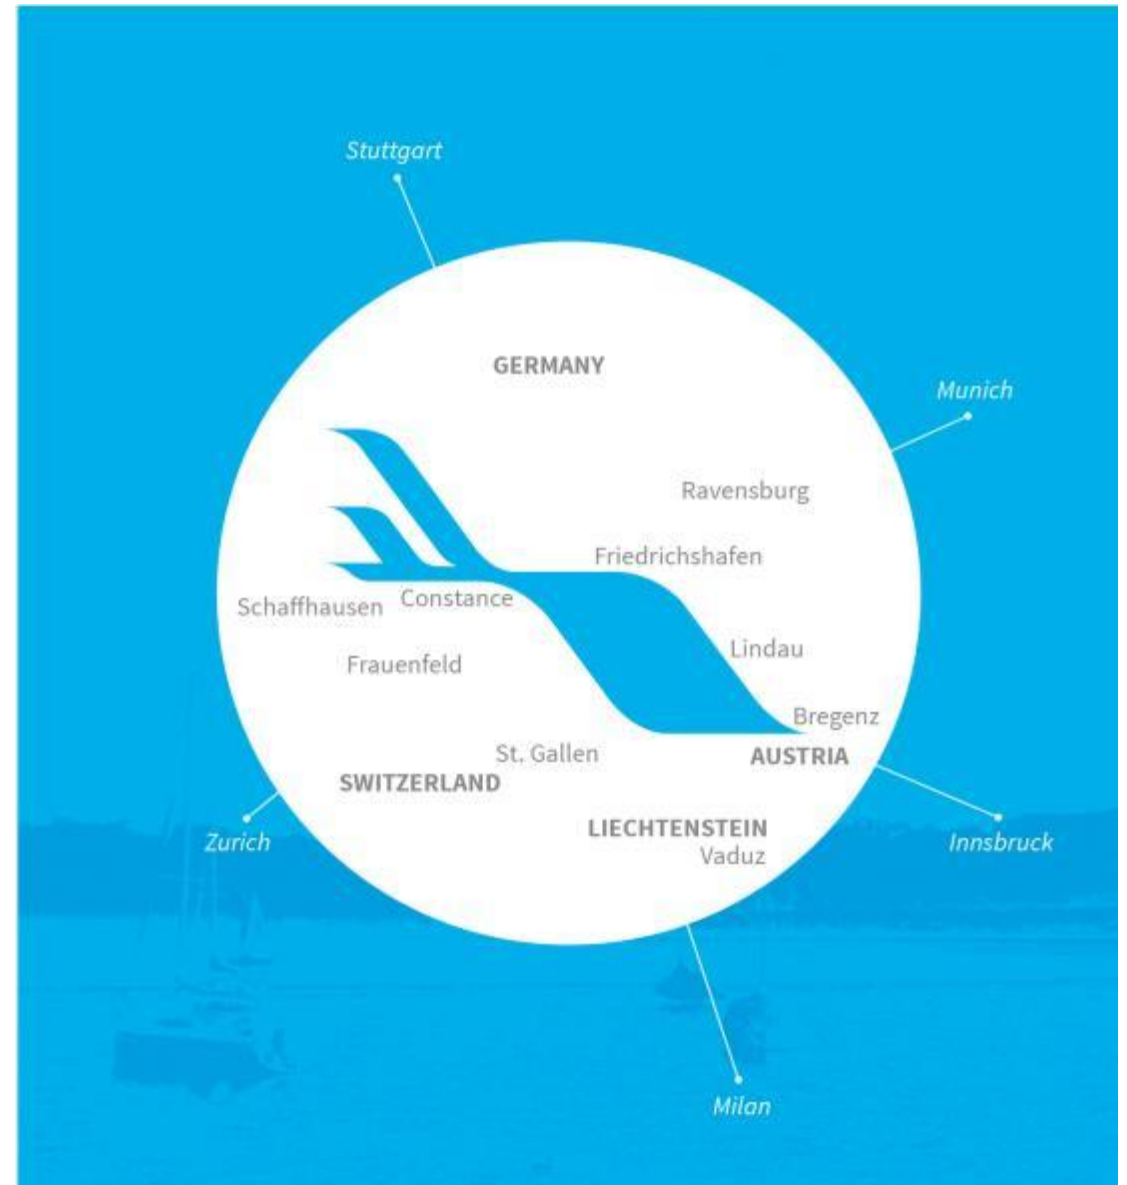 Stuttgart
GERMANY
Munich
Ravensburg
Friedrichshafen
Constance
Schaffhausen
Lindau
Frauenfeld
Bregenz
St. Gallen
AUSTRIA
SWITZERLAND
LIECHTENSTEIN
Zurich
Innsbruck
Vaduz
Milan